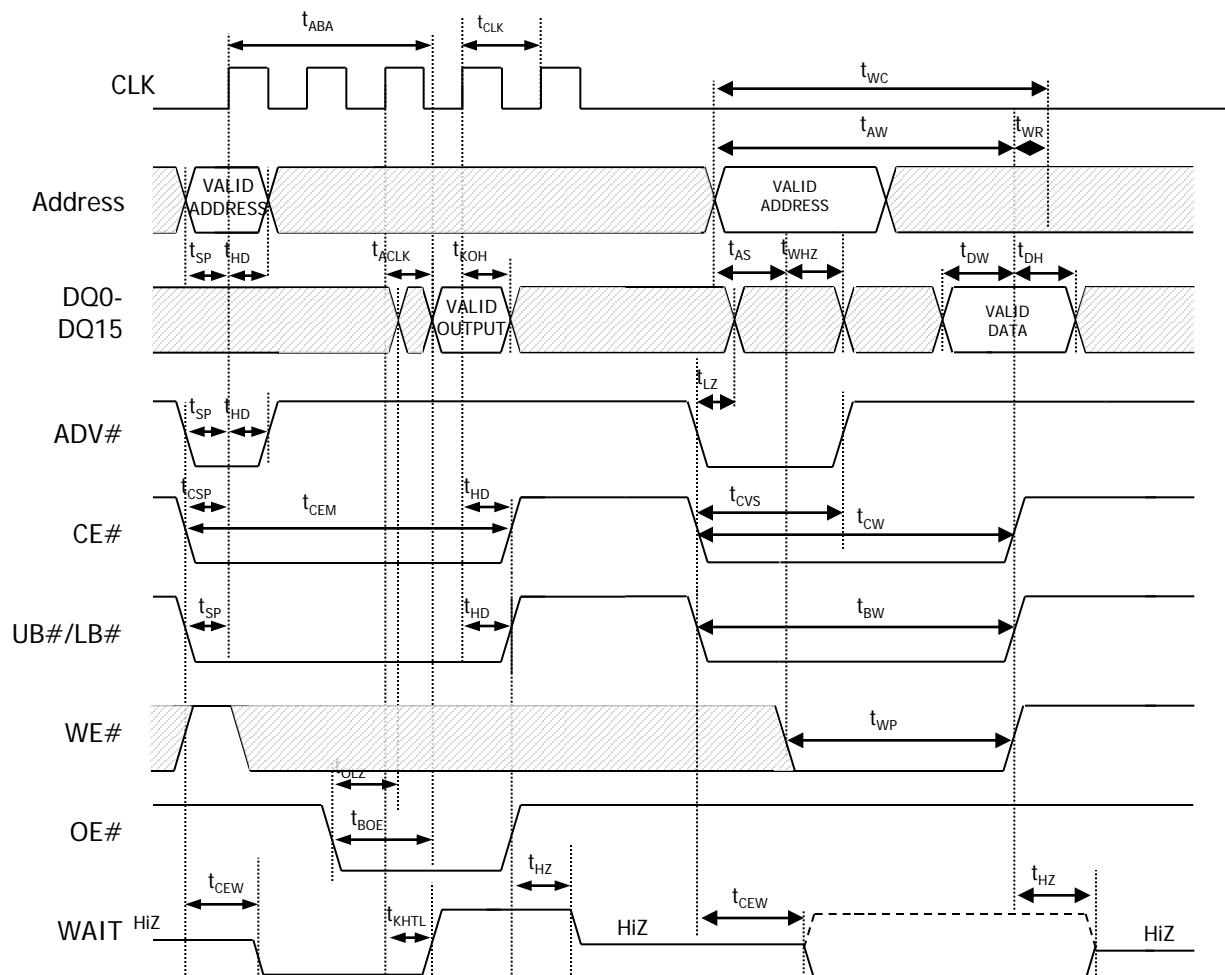 tABA
tCLK
CLK
tWC
tAW
tWR
Address
VALID
ADDRESS
VALID
ADDRESS
tSP
tHD
tACLK
tKOH
tAS
tWHZ
tDW
tDH
DQ0-
DQ15
VALID
OUTPUT
VALID
DATA
tLZ
ADV#
tSP
tHD
tCSP
tCEM
tHD
tCVS
CE#
tCW
UB#/LB#
tSP
tHD
tBW
WE#
tWP
tOLZ
OE#
tBOE
tCEW
tHZ
tHZ
tCEW
tKHTL
WAIT
HiZ
HiZ
HiZ